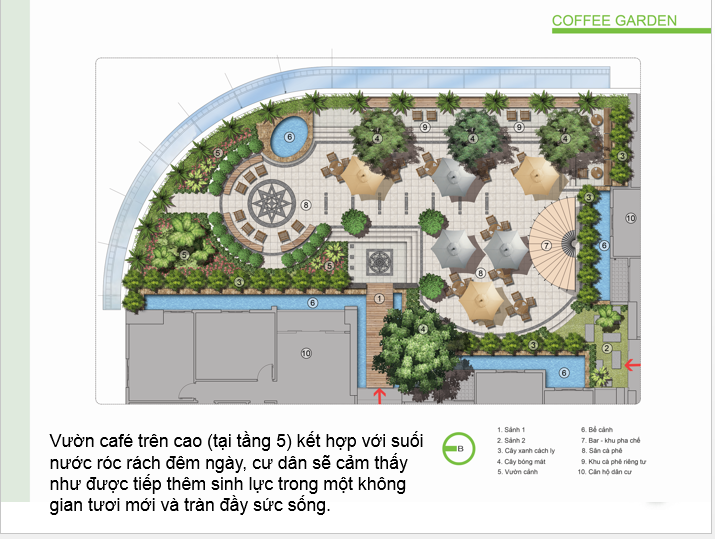 COFFEE GARDEN
6
4
9
4
9
4
5
3
8
3
10
7
6
5
5
3
8
6
1
4
3
2
10
6
B
1. Sảnh 1
2. Sảnh 2
3. Cây xanh cách ly
4. Cây bóng mát
5. Vườn cảnh
6. Bể cảnh
7. Bar - khu pha chế
8. Sân cà phê
9. Khu cà phê riêng tư
10. Căn hộ dân cư
Vườn café trên cao (tại tầng 5) kết hợp với suối
nước róc rách đêm ngày, cư dân sẽ cảm thấy
như được tiếp thêm sinh lực trong một không
gian tươi mới và tràn đầy sức sống.